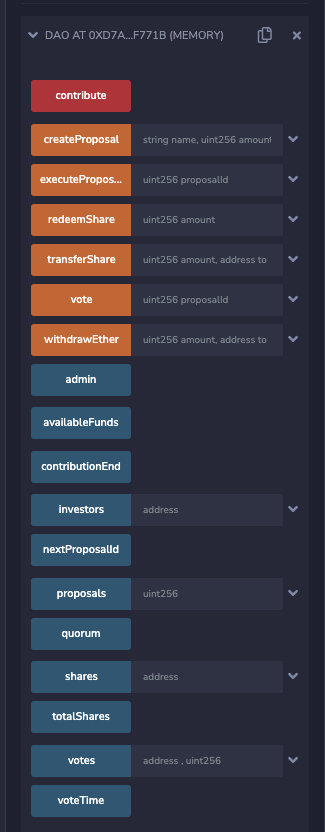 DAO AT 0XD7A...F771B (MEMORY)
contribute
createProposal string name, uint256 amount
executePropos... uint256 proposalId
redeemShare uint256 amount
transferShare uint256 amount, address to
vote uint256 proposalId
withdrawEther uint256 amount, address to
admin
availableFunds
contributionEnd
investors address
nextProposalId
proposals uint256
quorum
shares address
totalShares
votes address , uint256
voteTime